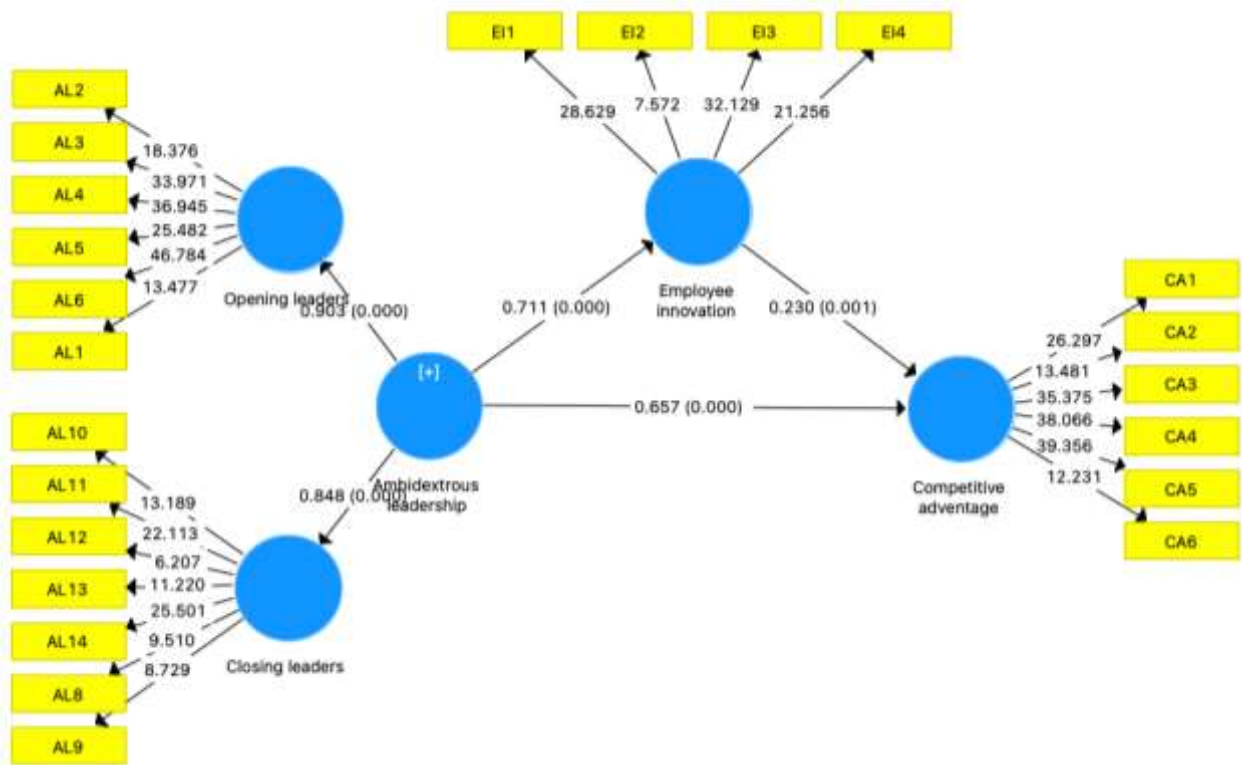 EI1
EI2
EI3
EI4
28.629
7.572
32.129
21.256
AL2
AL3
AL4
AL5
AL6
AL1
18.376
33.971
36.945
25.482
46.784
13.477
Opening leaders
0.903 (0.000)
0.711 (0.000)
Employee
innovation
0.230 (0.001)
[+]
Ambidextrous
leadership
0.657 (0.000)
0.848 (0.000)
CA1
CA2
CA3
CA4
CA5
CA6
26.297
13.481
35.375
38.066
39.356
12.231
Competitive
adventage
AL10
AL11
AL12
AL13
AL14
AL8
AL9
13.189
22.113
6.207
11.220
25.501
9.510
8.729
Closing leaders